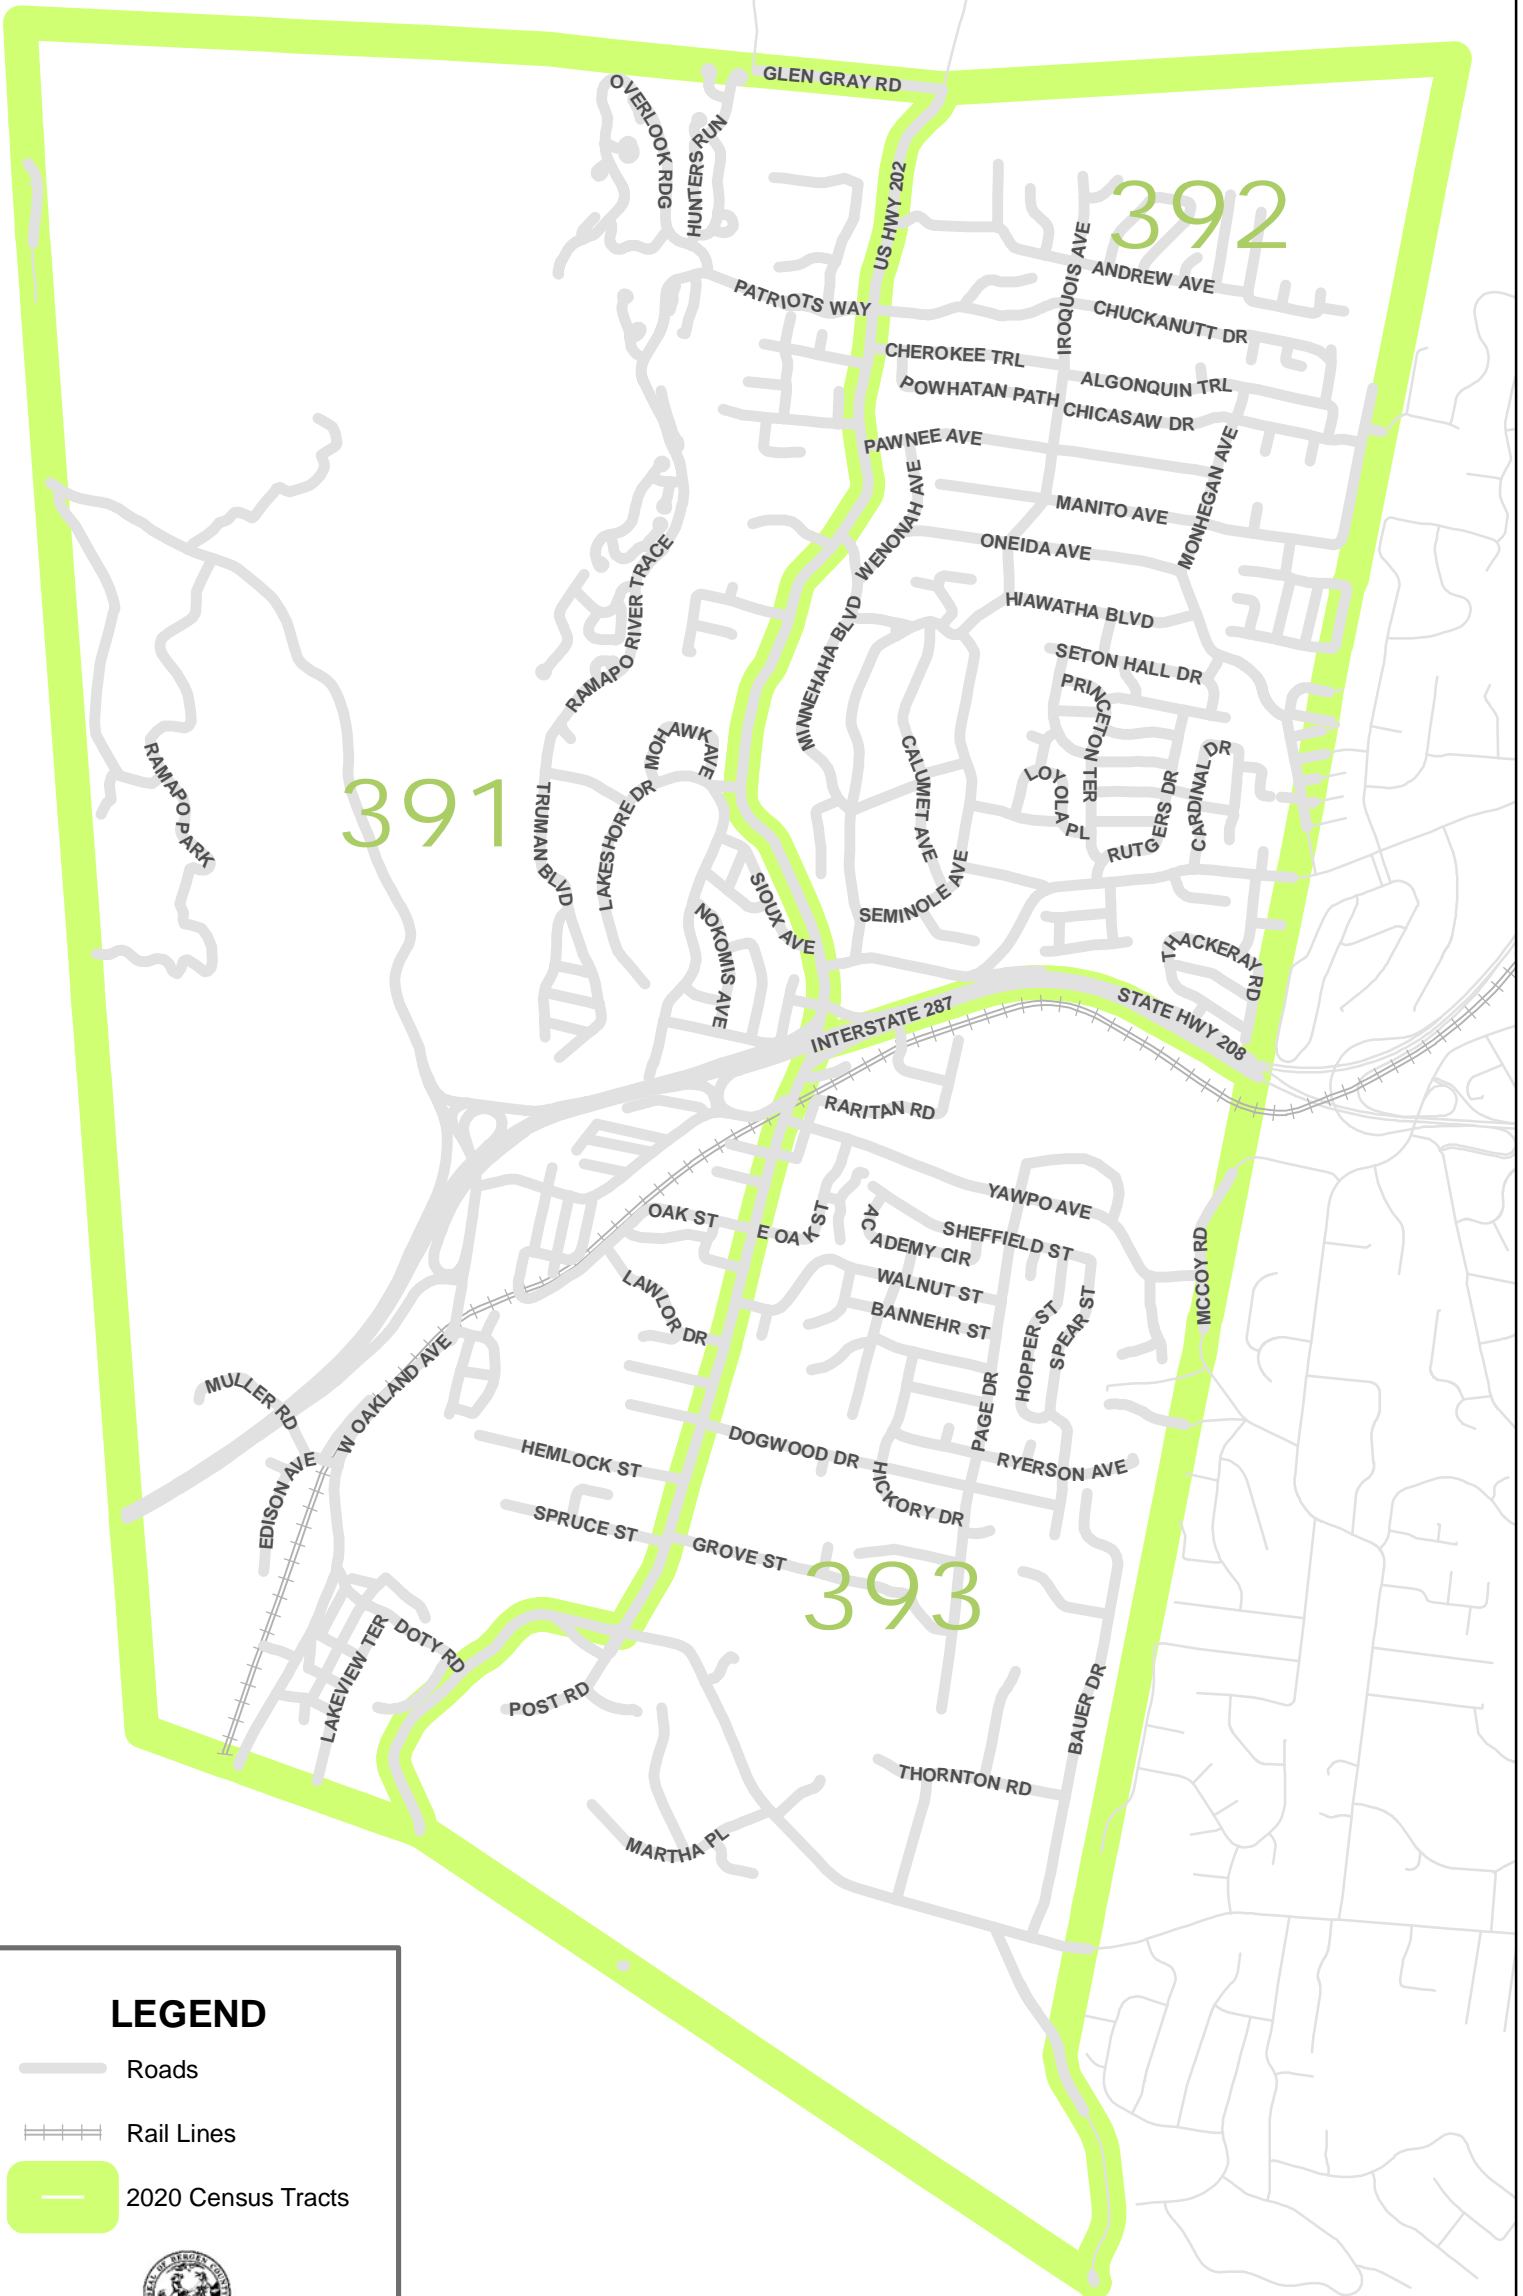 GLEN GRAY RD
OVERLOOK RDG
HUNTERS RUN
US HWY 202
392
IROQUOIS AVE
ANDREW AVE
PATRIOTS WAY
CHUCKANUTT DR
CHEROKEE TRL
ALGONQUIN TRL
POWHATAN PATH
CHICASAW DR
PAWNEE AVE
MONHEGAN AVE
WENONAH AVE
MANITO AVE
ONEIDA AVE
RAMAPO RIVER TRACE
HIAWATHA BLVD
MINNEHAHA BLVD
SETON HALL DR
PRINCETON TER
MOHAWK AVE
CALUMET AVE
LOYOLA PL
CARDINAL DR
RUTGERS DR
RAMAPO PARK
391
TRUMAN BLVD
LAKESHORE DR
SIOUX AVE
SEMINOLE AVE
NOKOMIS AVE
THACKERAY RD
INTERSTATE 287
STATE HWY 208
RARITAN RD
YAWPO AVE
OAK ST
E OAK ST
ACADEMY CIR
SHEFFIELD ST
MCCOY RD
WALNUT ST
LAWLOR DR
BANNEHR ST
HOPPER ST
SPEAR ST
MULLER RD
W OAKLAND AVE
PAGE DR
HEMLOCK ST
DOGWOOD DR
RYERSON AVE
EDISON AVE
HICKORY DR
SPRUCE ST
GROVE ST
393
LAKEVIEW TER
DOTY RD
POST RD
BAUER DR
THORNTON RD
MARTHA PL
LEGEND
Roads
Rail Lines
2020 Census Tracts
SEAL OF BERGEN COUNTY